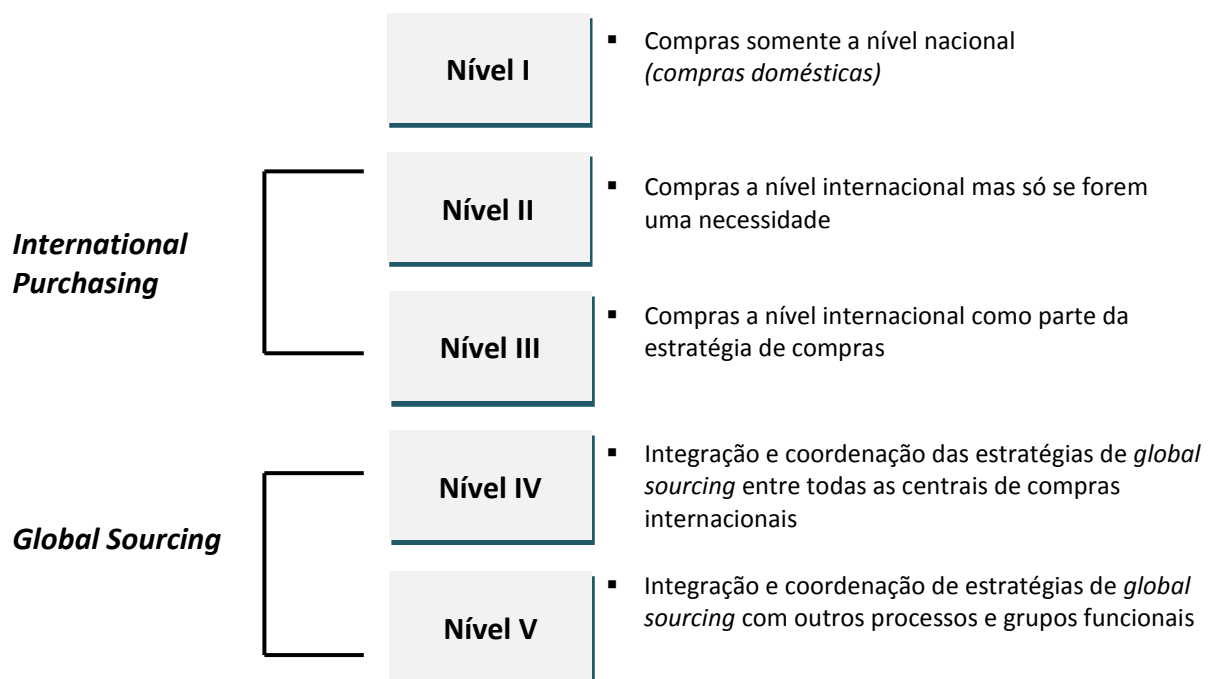 Nível I
▪ Compras somente a nível nacional
(compras domésticas)
International
Purchasing
Nível II
▪ Compras a nível internacional mas só se forem
uma necessidade
Nível III
▪ Compras a nível internacional como parte da
estratégia de compras
Global Sourcing
Nível IV
▪ Integração e coordenação das estratégias de global
sourcing entre todas as centrais de compras
internacionais
Nível V
▪ Integração e coordenação de estratégias de global
sourcing com outros processos e grupos funcionais